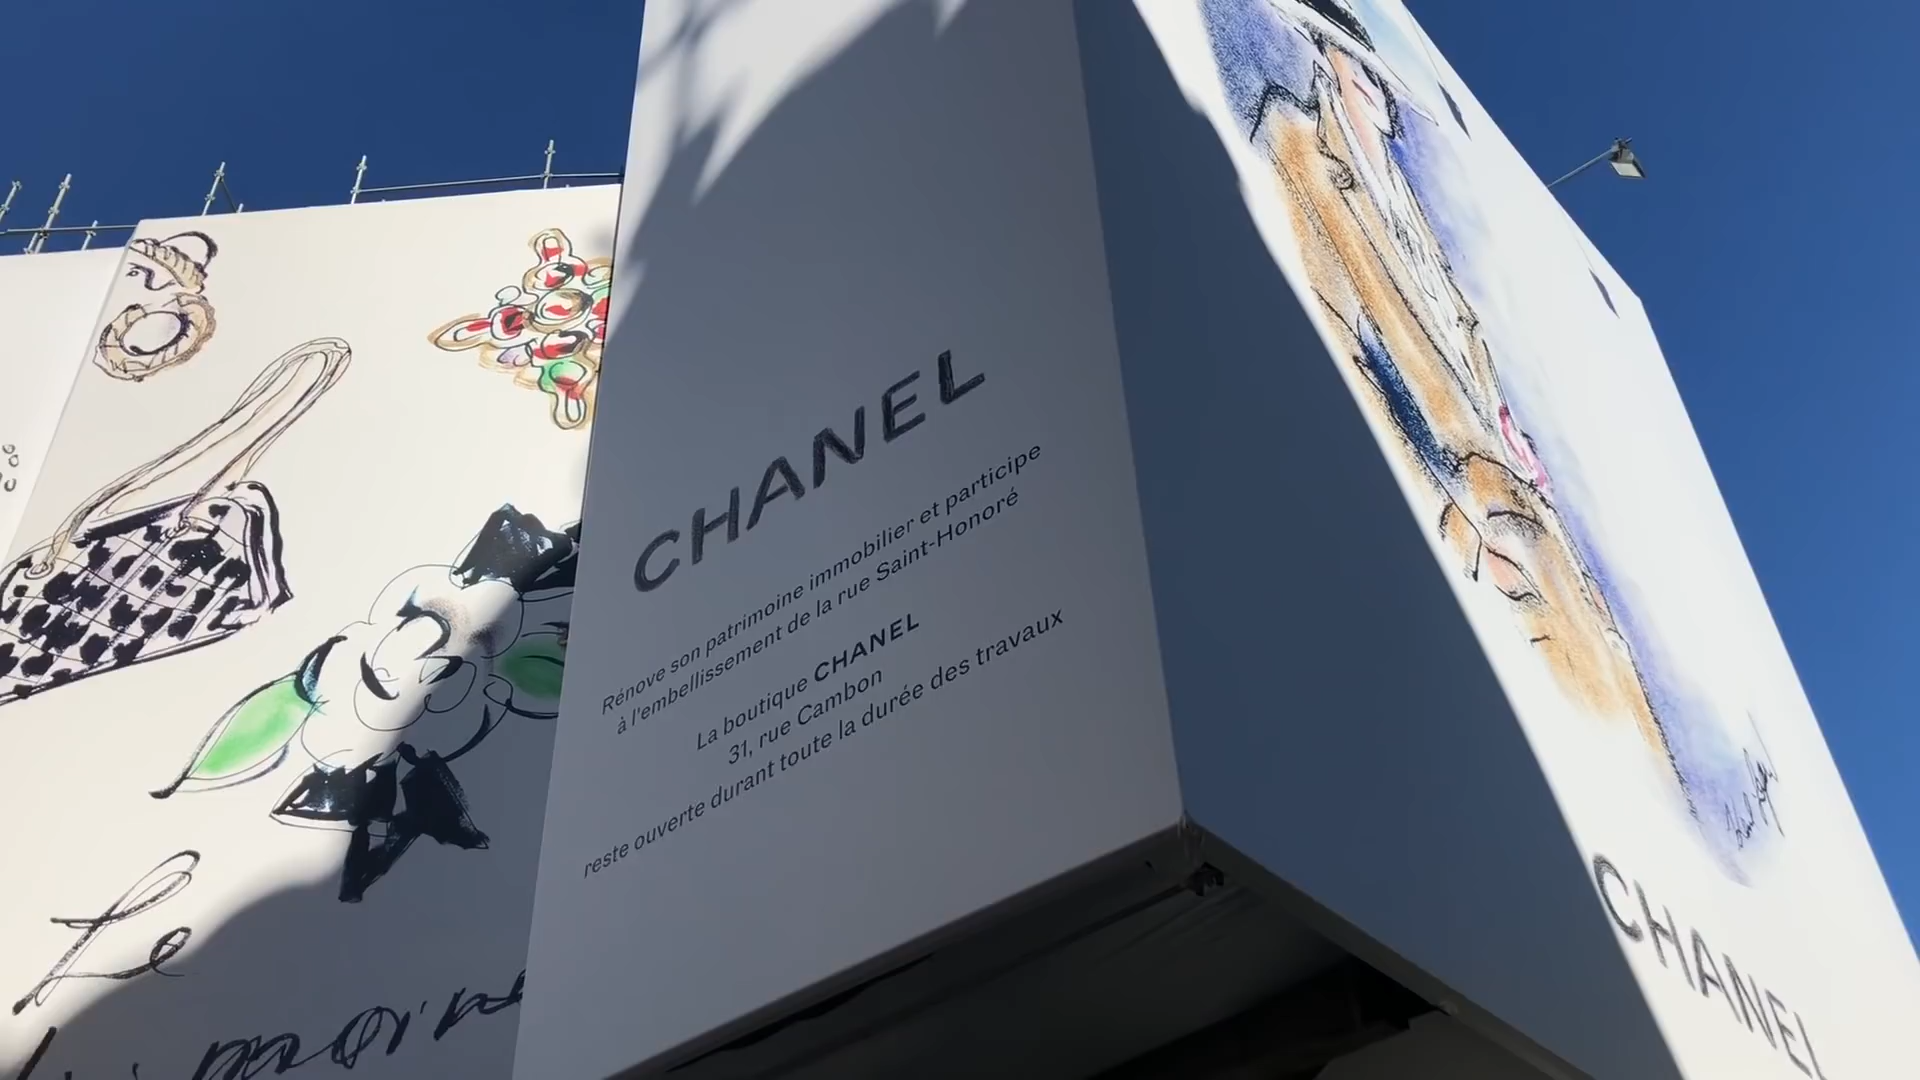 CHANEL
Rénove son patrimoine immobilier et participe
à l'embellissement de la rue Saint-Honoré
La boutique CHANEL
31, rue Cambon
reste ouverte durant toute la durée des travaux
Le
CHANEL